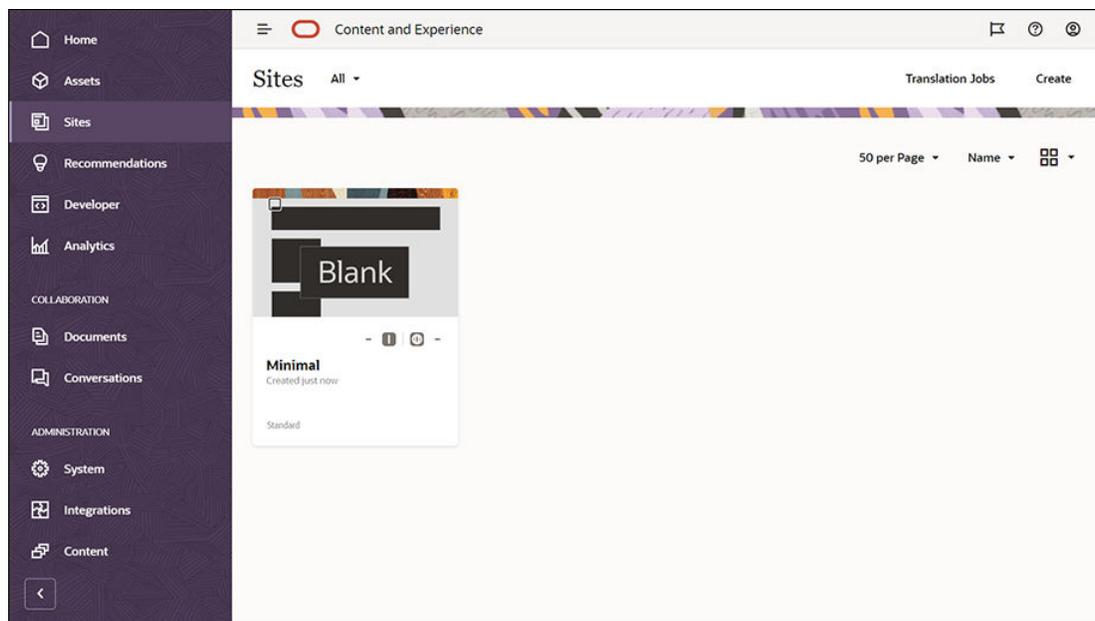 Home
Assets
Sites
Recommendations
Developer
Analytics
COLLABORATION
Documents
Conversations
ADMINISTRATION
System
Integrations
Content
Content and Experience
Sites All
Translation Jobs Create
50 per Page Name
Blank
Minimal
Created just now
Standard